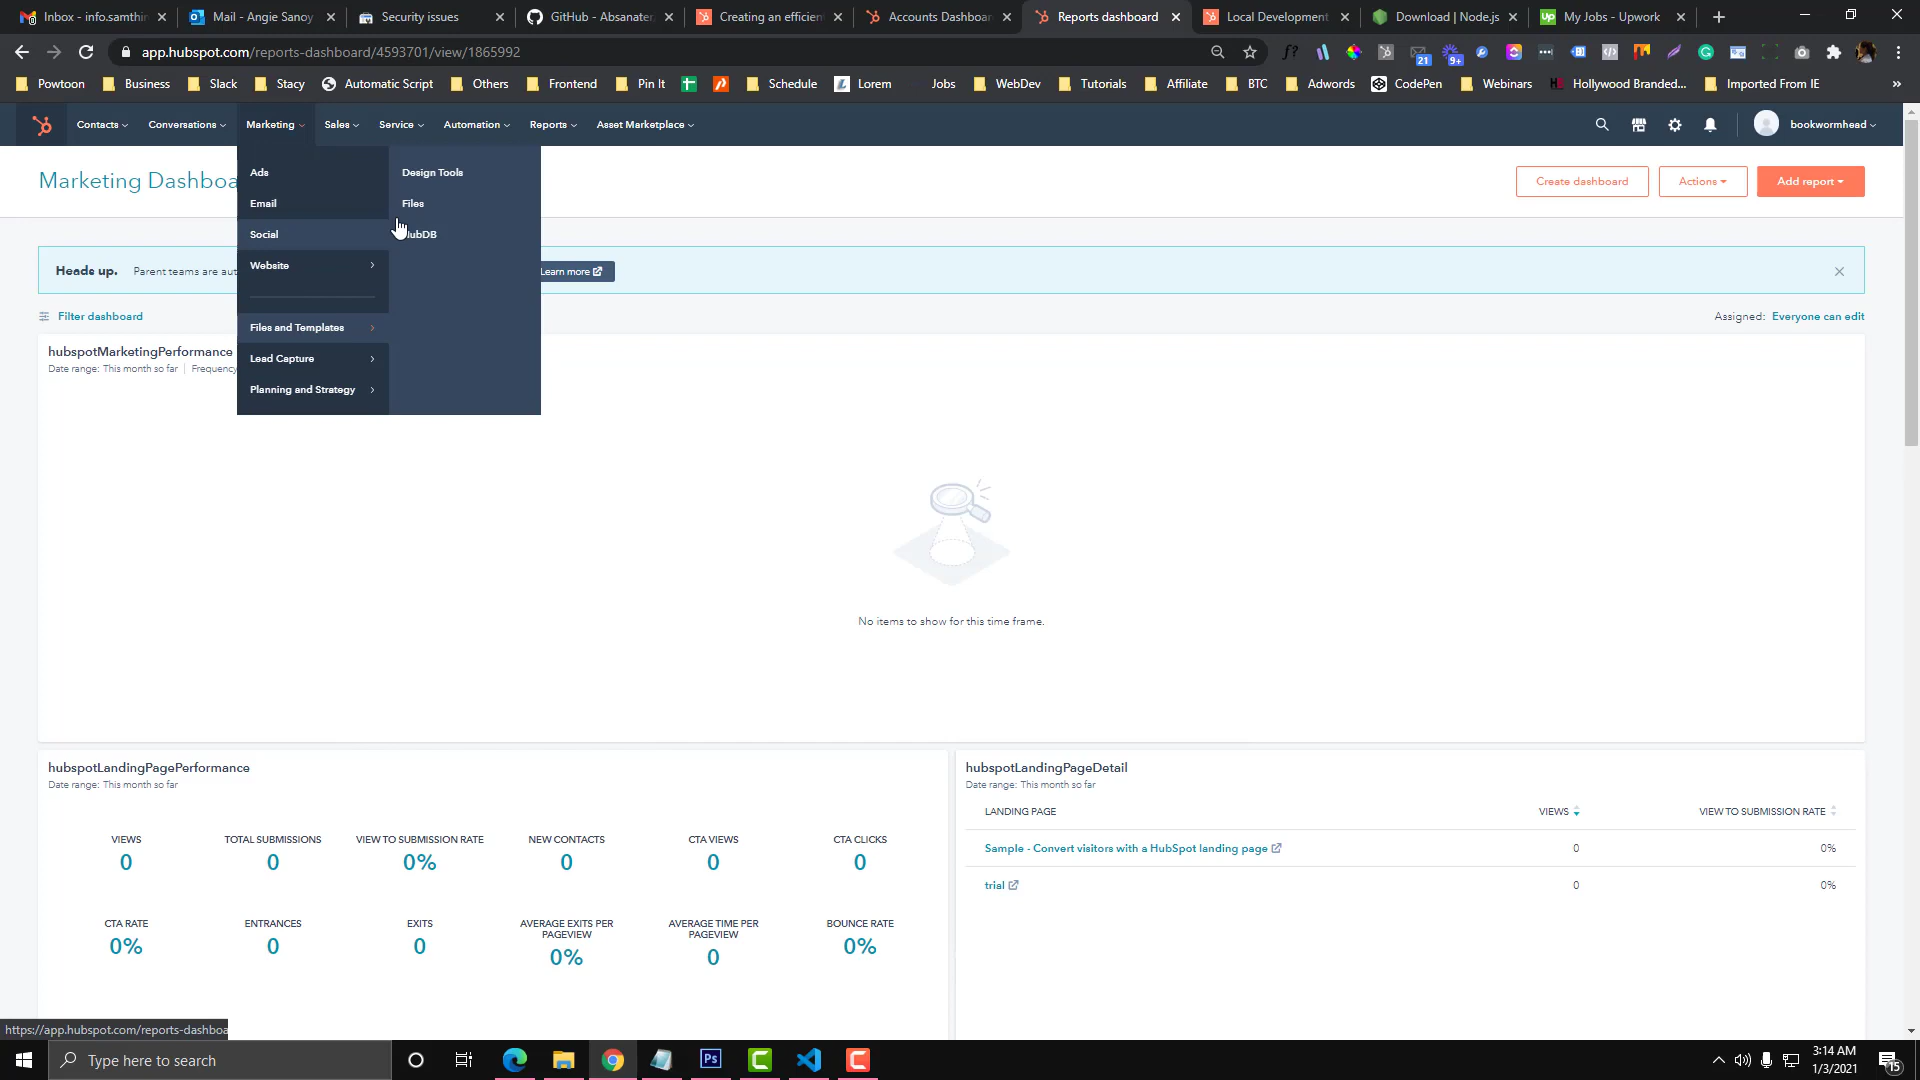 Inbox - info.samthin
Mail - Angie Sanoy
Security issues
GitHub - Absanater
Creating an efficien
Accounts Dashboar
Reports dashboard
Local Development
Download | Node.js
My Jobs - Upwork
app.hubspot.com/reports-dashboard/4593701/view/1865992
21
9+
Powtoon
Business
Slack
Stacy
Automatic Script
Others
Frontend
Pin It
Schedule
Lorem
Jobs
WebDev
Tutorials
Affiliate
BTC
Adwords
CodePen
Webinars
Hollywood Branded...
Imported From IE
»
Contacts
Conversations
Marketing
Sales
Service
Automation
Reports
Asset Marketplace
bookwormhead
Marketing Dashboa
Ads
Email
Social
Website
Files and Templates
Lead Capture
Planning and Strategy
Design Tools
Files
ubDB
Create dashboard
Actions
Add report
Heads up. Parent teams are aut
Learn more
Filter dashboard
Assigned: Everyone can edit
hubspotMarketingPerformance
Date range: This month so far | Frequency
No items to show for this time frame.
hubspotLandingPagePerformance
Date range: This month so far
VIEWS
0
TOTAL SUBMISSIONS
0
VIEW TO SUBMISSION RATE
0%
NEW CONTACTS
0
CTA VIEWS
0
CTA CLICKS
0
CTA RATE
0%
ENTRANCES
0
EXITS
0
AVERAGE EXITS PER
PAGEVIEW
0%
AVERAGE TIME PER
PAGEVIEW
0
BOUNCE RATE
0%
hubspotLandingPageDetail
Date range: This month so far
LANDING PAGE VIEWS VIEW TO SUBMISSION RATE
Sample - Convert visitors with a HubSpot landing page 0 0%
trial 0 0%
https://app.hubspot.com/reports-dashboa
Type here to search
Ps
3:14 AM
1/3/2021
15